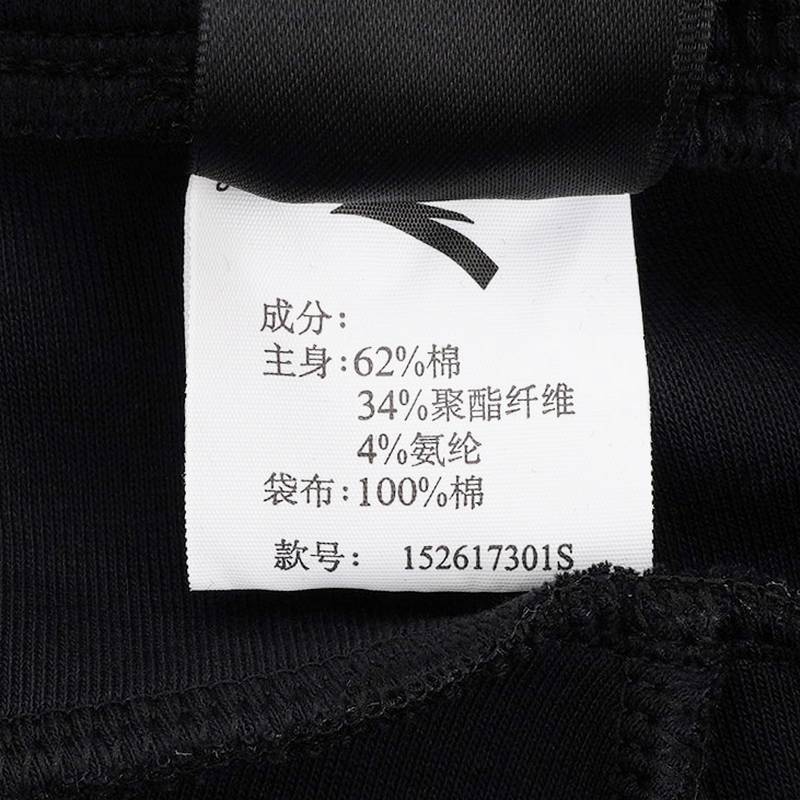 成分:
主身:62%棉
34%聚酯纤维
4%氨纶
袋布:100%棉
款号: 152617301S